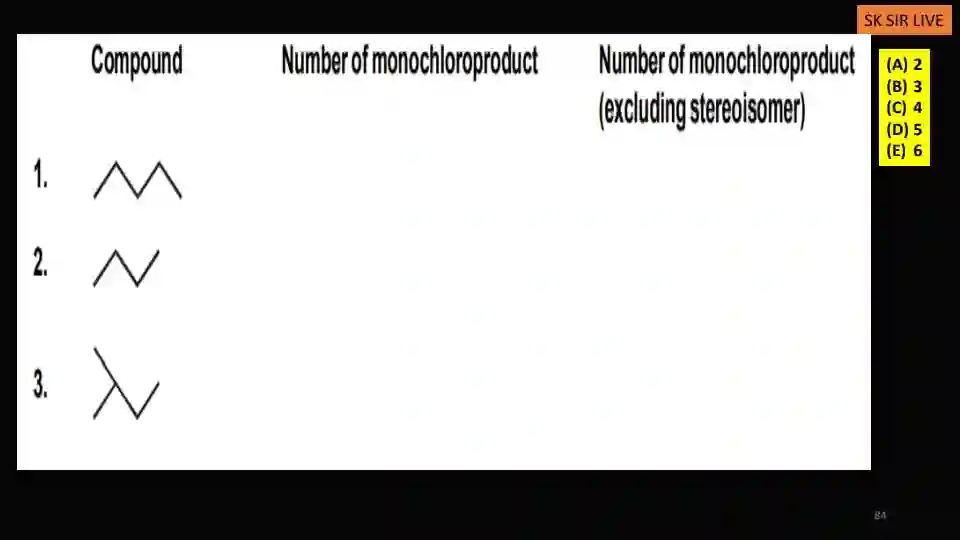 SK SIR LIVE
Compound Number of monochloroproduct Number of monochloroproduct
(excluding stereoisomer)
(A) 2
(B) 3
(C) 4
(D) 5
(E) 6
1.
2.
3.
84